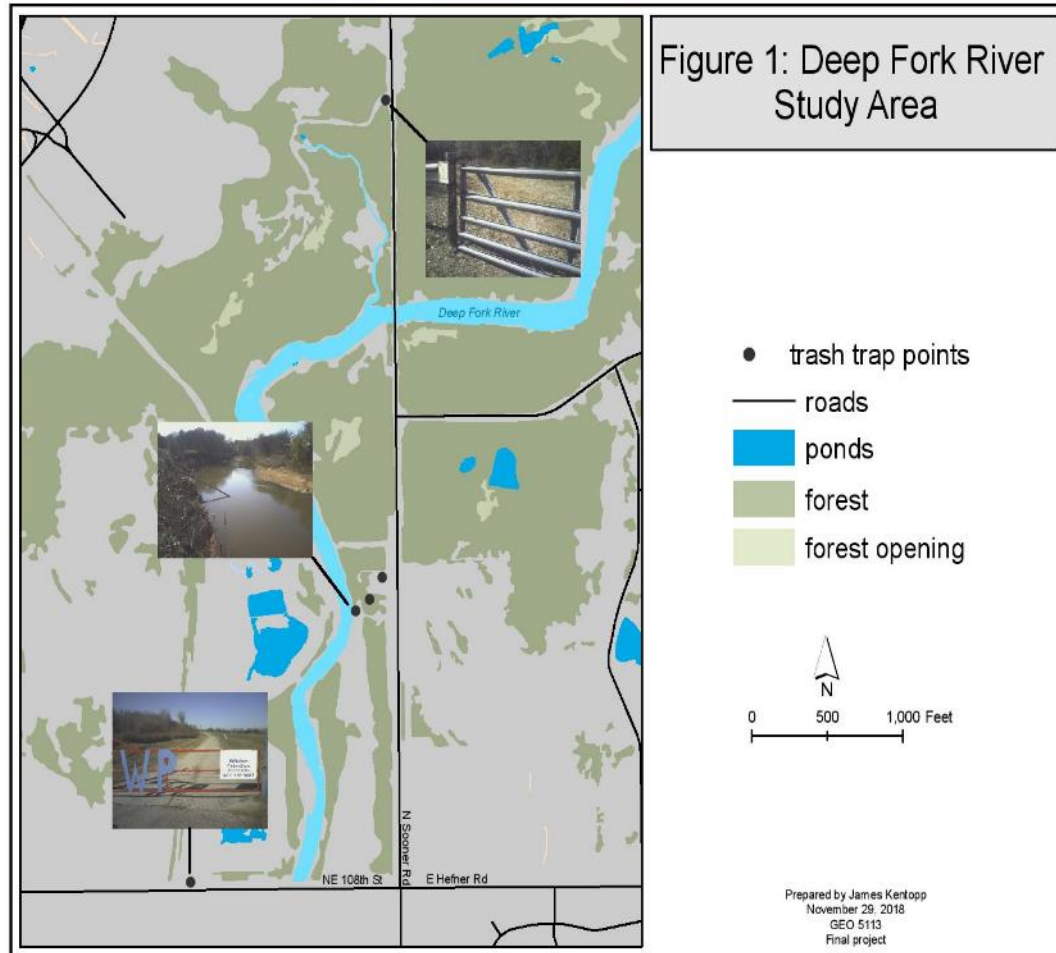 Figure 1: Deep Fork River
Study Area
Deep Fork River
trash trap points
roads
ponds
forest
forest opening
N
0 500 1,000 Feet
WP
N Sooner Rd
NE 108th St
E Hefner Rd
Prepared by James Kentopp
November 29, 2018
GEO 5113
Final project